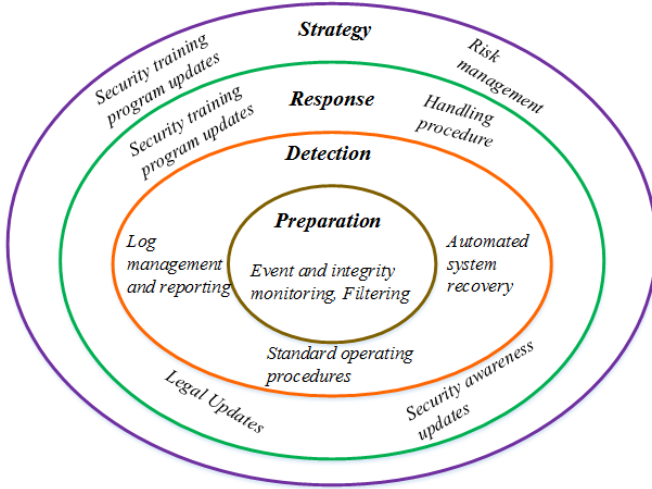 Strategy
Security training
program updates
Risk
management
Response
Security training
program updates
Handling
procedure
Detection
Preparation
Log
management
and reporting
Event and integrity
monitoring, Filtering
Automated
system
recovery
Standard operating
procedures
Legal Updates
Security awareness
updates